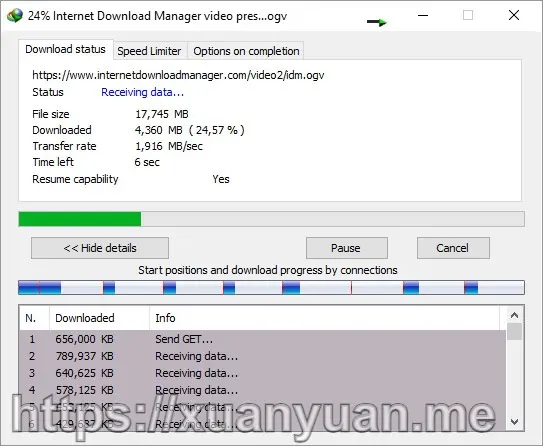 24% Internet Download Manager video pres...ogv
Download status Speed Limiter Options on completion
https://www.internetdownloadmanager.com/video2/idm.ogv
Status Receiving data...
File size 17,745 MB
Downloaded 4,360 MB ( 24,57 % )
Transfer rate 1,916 MB/sec
Time left 6 sec
Resume capability Yes
<< Hide details Pause Cancel
Start positions and download progress by connections
N. Downloaded Info
1 656,000 KB Send GET...
2 789,937 KB Receiving data...
3 640,625 KB Receiving data...
4 578,125 KB Receiving data...
5 Receiving data...
6 429,637 KB Receiving data...
https://xuanyuan.me